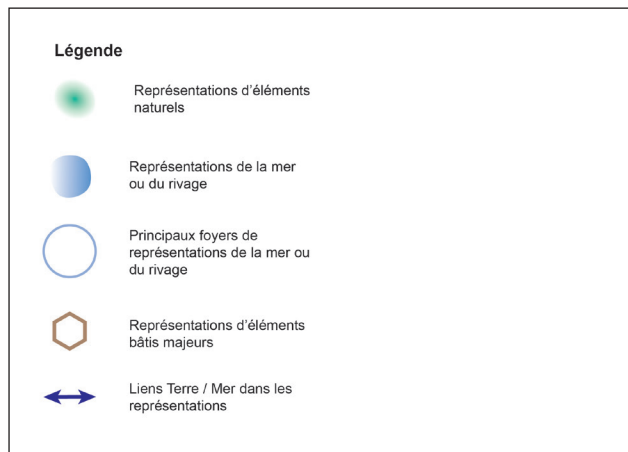 Légende
Représentations d'éléments
naturels
Représentations de la mer
ou du rivage
Principaux foyers de
représentations de la mer ou
du rivage
Représentations d'éléments
bâtis majeurs
Liens Terre / Mer dans les
représentations